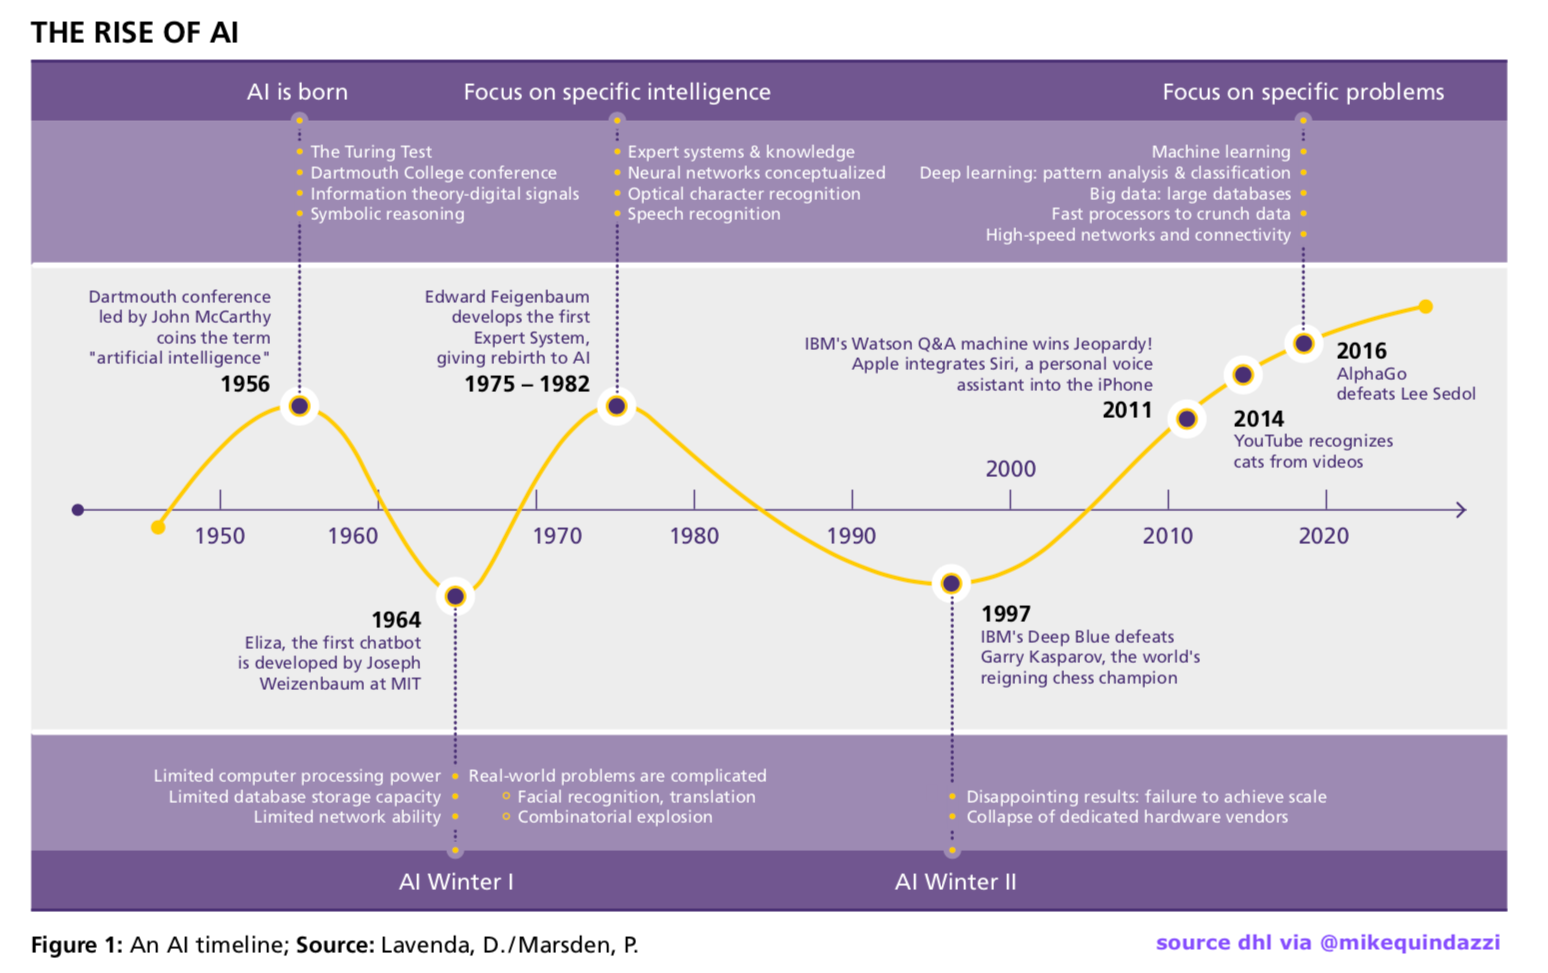 THE RISE OF AI
AI is born
Focus on specific intelligence
Focus on specific problems
The Turing Test
Dartmouth College conference
Information theory-digital signals
Symbolic reasoning
Expert systems & knowledge
Neural networks conceptualized
Optical character recognition
Speech recognition
Machine learning
Deep learning: pattern analysis & classification
Big data: large databases
Fast processors to crunch data
High-speed networks and connectivity
Dartmouth conference
led by John McCarthy
coins the term
"artificial intelligence"
1956
Edward Feigenbaum
develops the first
Expert System,
giving rebirth to AI
1975 – 1982
IBM's Watson Q&A machine wins Jeopardy!
Apple integrates Siri, a personal voice
assistant into the iPhone
2011
2016
AlphaGo
defeats Lee Sedol
2014
YouTube recognizes
cats from videos
1950
1960
1970
1980
1990
2000
2010
2020
1964
Eliza, the first chatbot
is developed by Joseph
Weizenbaum at MIT
1997
IBM's Deep Blue defeats
Garry Kasparov, the world's
reigning chess champion
Limited computer processing power
Limited database storage capacity
Limited network ability
Real-world problems are complicated
Facial recognition, translation
Combinatorial explosion
Disappointing results: failure to achieve scale
Collapse of dedicated hardware vendors
AI Winter I
AI Winter II
Figure 1: An AI timeline; Source: Lavenda, D./Marsden, P.
source dhl via @mikequindazzi